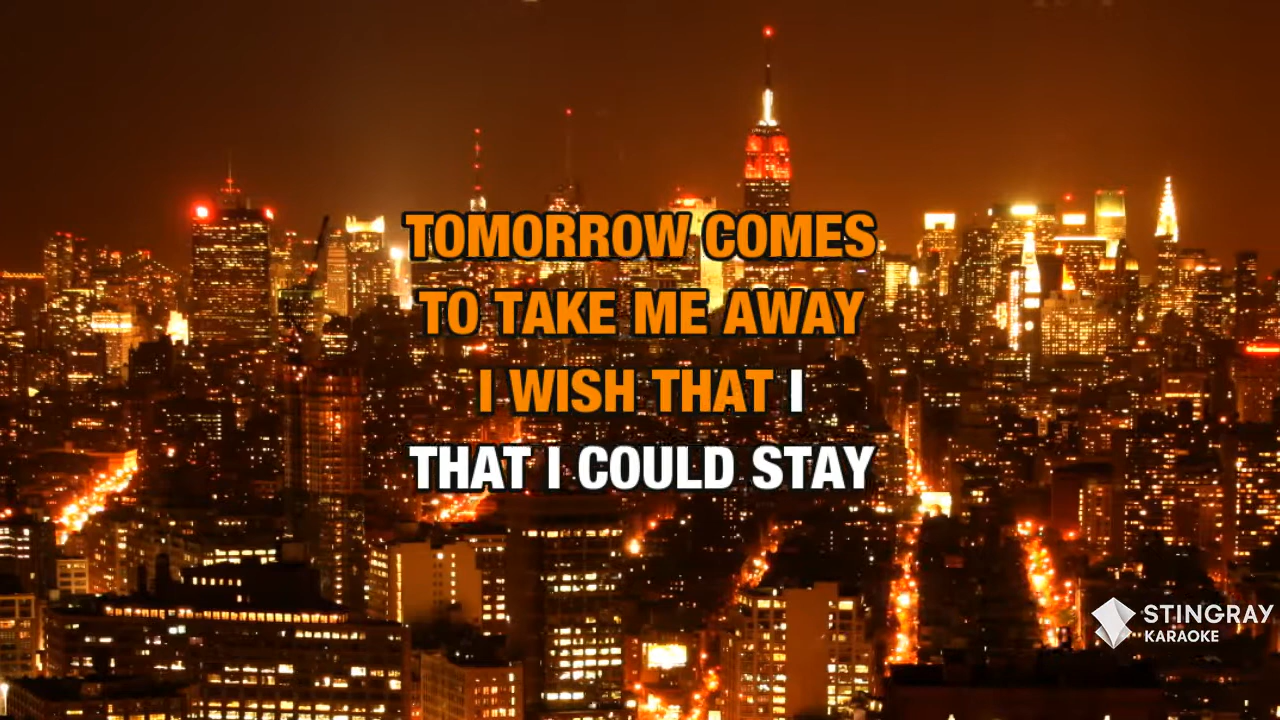 TOMORROW COMES
TO TAKE ME AWAY
I WISH THAT I
THAT I COULD STAY
STINGRAY
KARAOKE